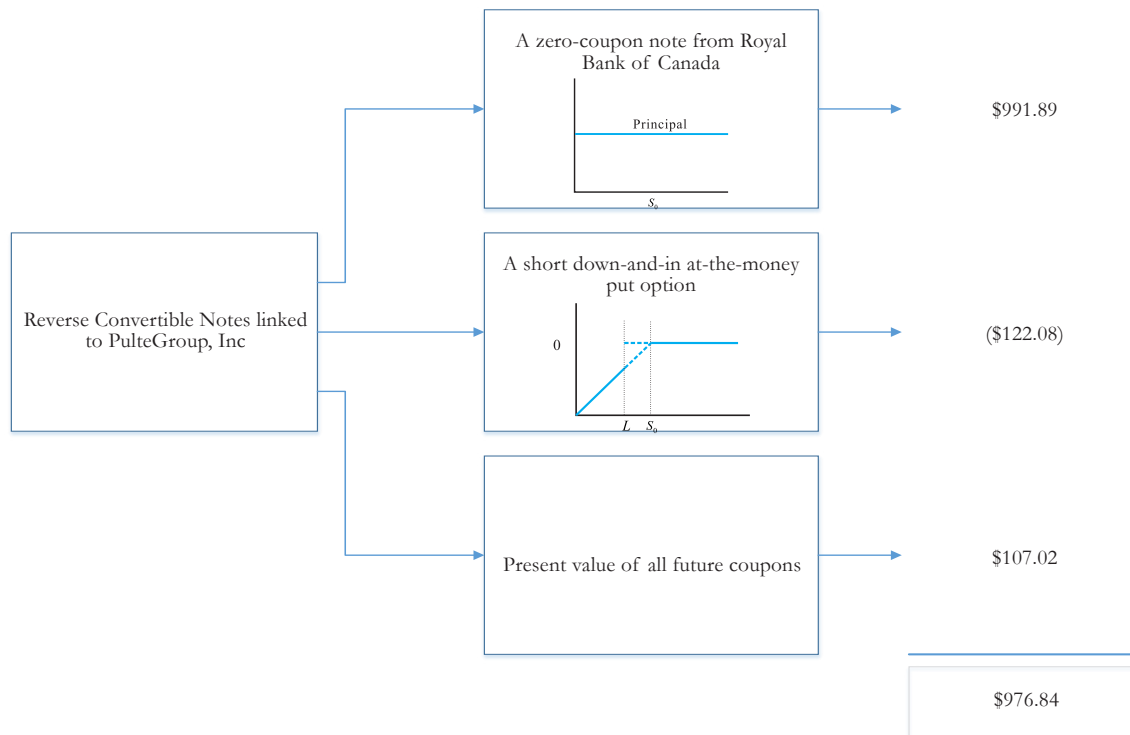 A zero-coupon note from Royal
Bank of Canada
Principal
S₀
$991.89
Reverse Convertible Notes linked
to PulteGroup, Inc
A short down-and-in at-the-money
put option
0
L S₀
($122.08)
Present value of all future coupons
$107.02
$976.84